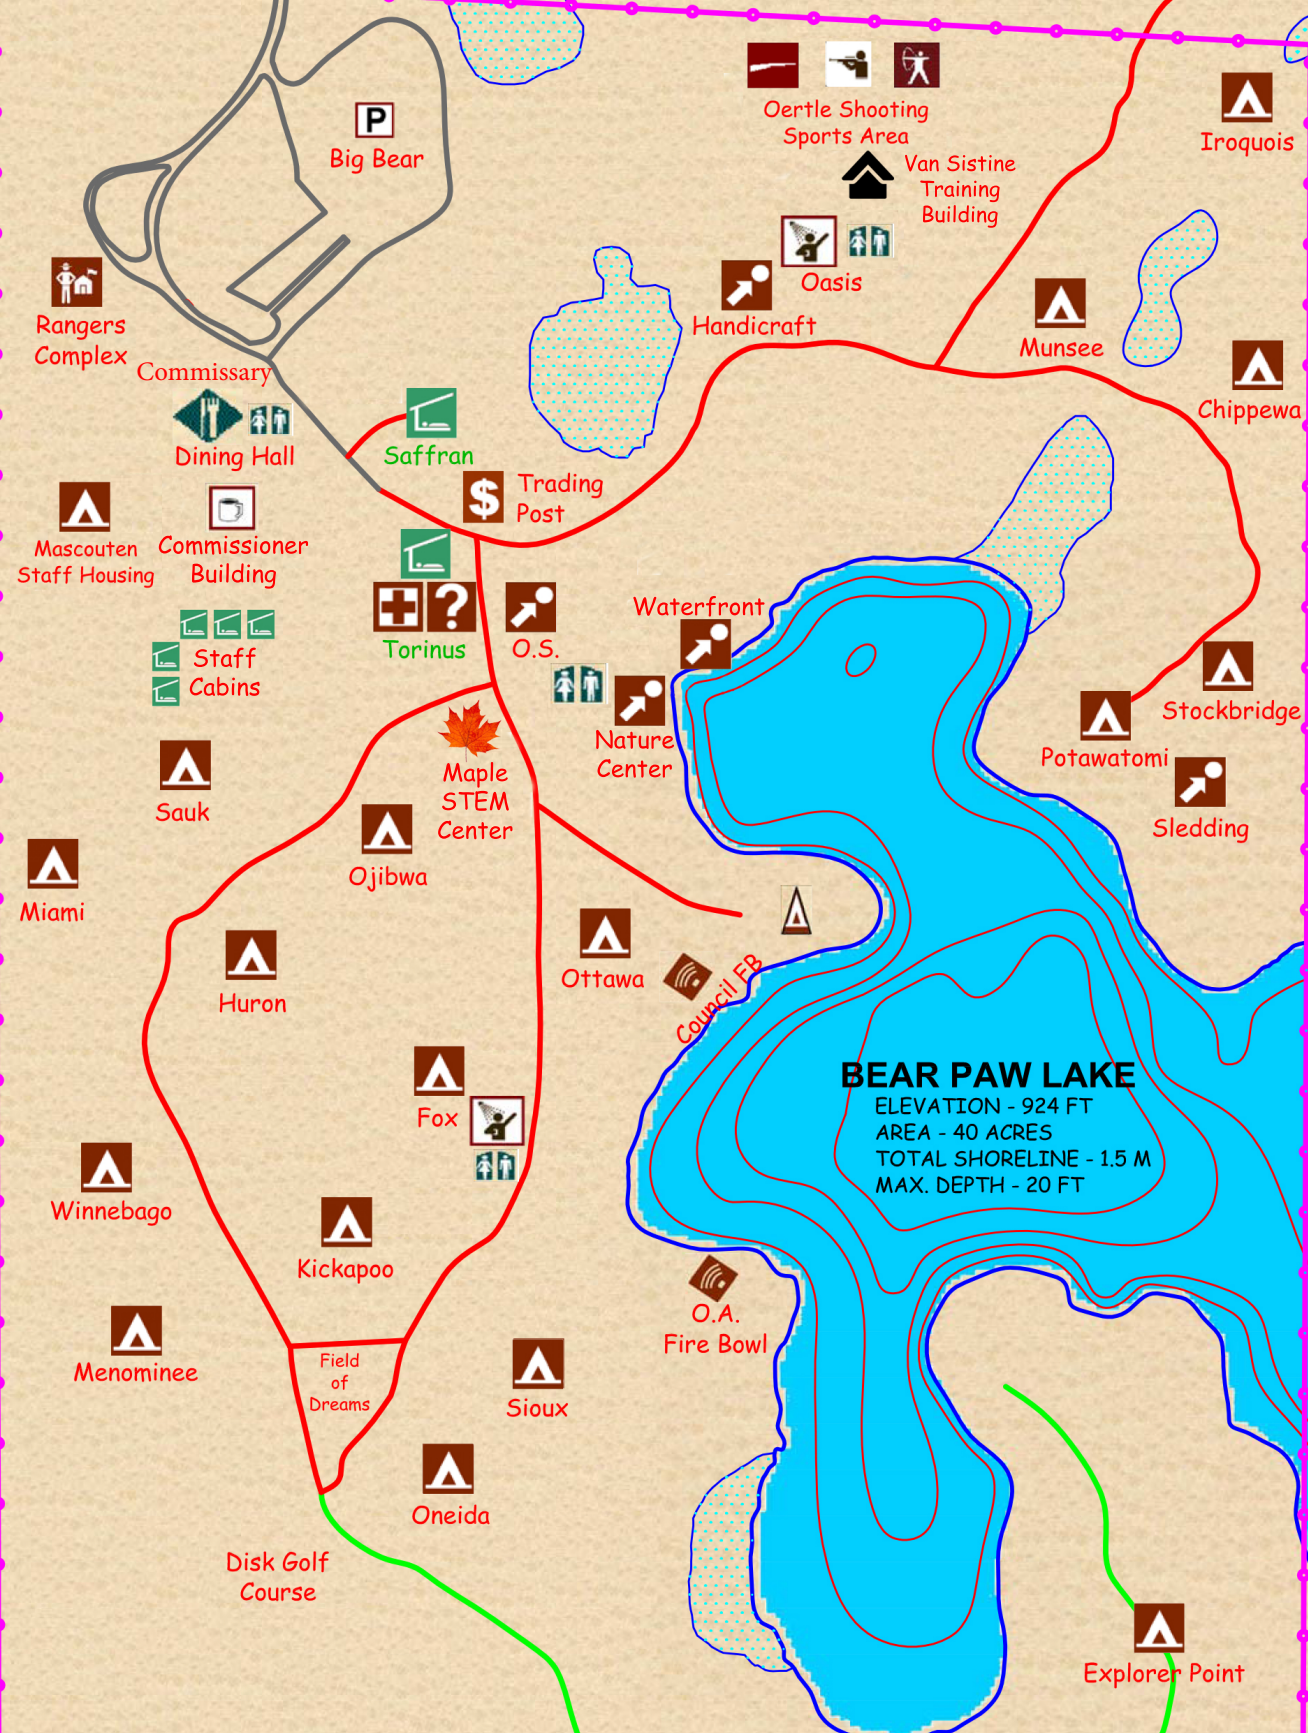 P
Big Bear
Oertle Shooting
Sports Area
Van Sistine
Training
Building
Iroquois
Oasis
Handicraft
Rangers
Complex
Munsee
Commissary
Chippewa
Dining Hall
Saffran
$
Trading
Post
Mascouten
Staff Housing
Commissioner
Building
?
Torinus
O.S.
Waterfront
Staff
Cabins
Nature
Center
Stockbridge
Potawatomi
Maple
STEM
Center
Sauk
Sledding
Ojibwa
Miami
Ottawa
Council FB
Huron
BEAR PAW LAKE
ELEVATION - 924 FT
AREA - 40 ACRES
TOTAL SHORELINE - 1.5 M
MAX. DEPTH - 20 FT
Fox
Winnebago
Kickapoo
O.A.
Fire Bowl
Menominee
Field
of
Dreams
Sioux
Oneida
Disk Golf
Course
Explorer Point